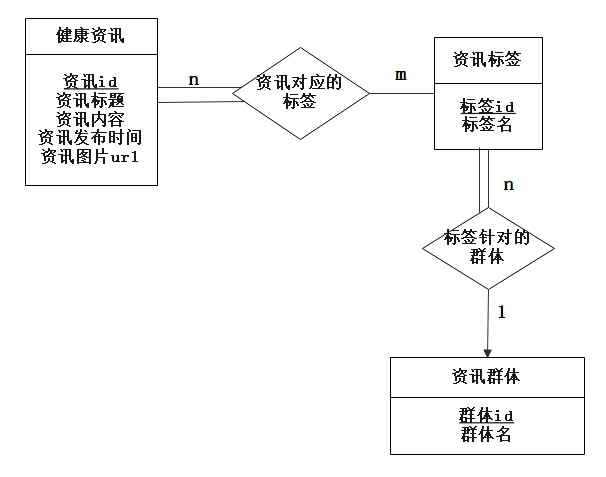 健康资讯
资讯id
资讯标题
资讯内容
资讯发布时间
资讯图片url
n
资讯对应的
标签
m
资讯标签
标签id
标签名
n
标签针对的
群体
1
资讯群体
群体id
群体名